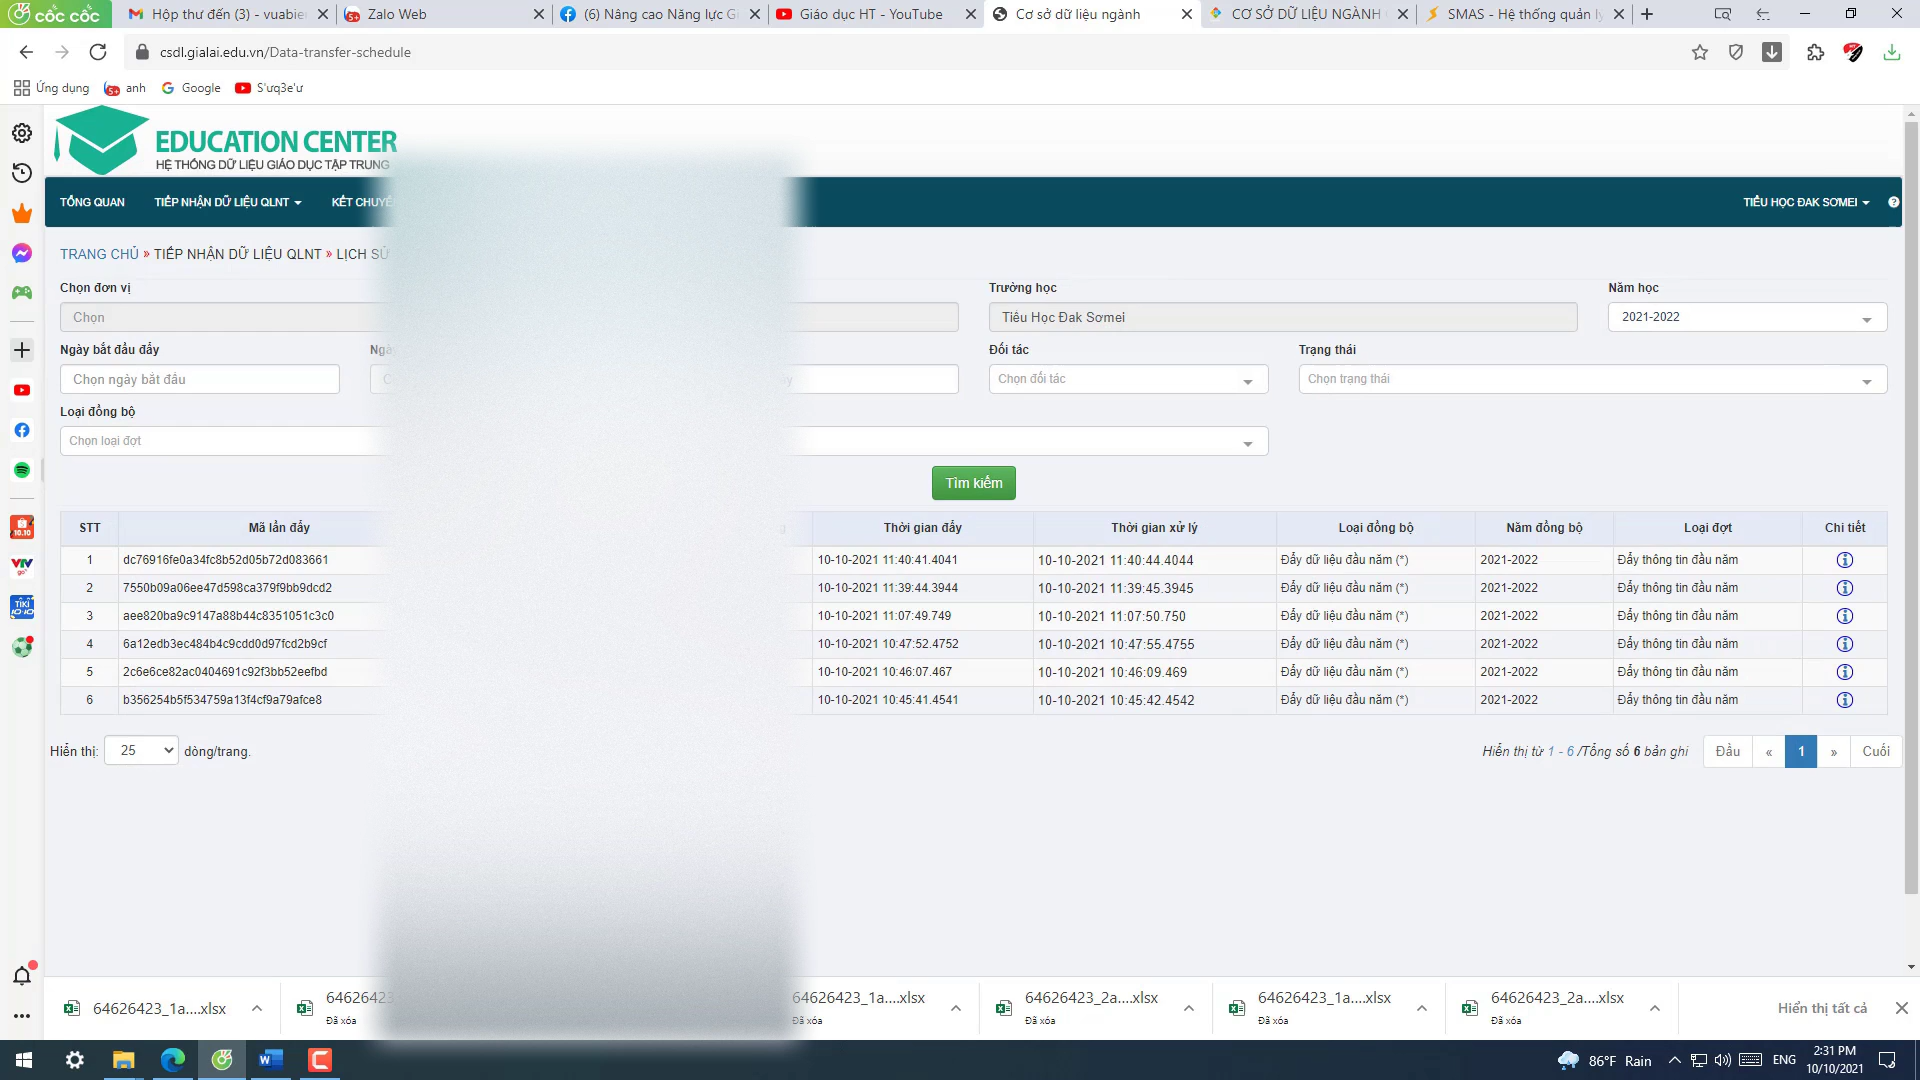 cốc cốc
Hộp thư đến (3) - vuabie
Zalo Web
(6) Nâng cao Năng lực G
Giáo dục HT - YouTube
Cơ sở dữ liệu ngành
CƠ SỞ DỮ LIỆU NGÀNH
SMAS - Hệ thống quản lý
csdl.gialai.edu.vn/Data-transfer-schedule
Ứng dụng
anh
Google
S'ưq3e'ư
EDUCATION CENTER
HỆ THỐNG DỮ LIỆU GIÁO DỤC TẬP TRUNG
TỔNG QUAN
TIẾP NHẬN DỮ LIỆU QLNT
KẾT CHUYỂ
TIỂU HỌC ĐAK SƠMEI
TRANG CHỦ » TIẾP NHẬN DỮ LIỆU QLNT » LỊCH SỬ
Chọn đơn vị
Trường học
Năm học
Chọn
Tiểu Học Đak Sơmei
2021-2022
Ngày bắt đầu đẩy
Đối tác
Trạng thái
Chọn ngày bắt đầu
Chọn đối tác
Chọn trạng thái
Loại đồng bộ
Chọn loại đợt
Tìm kiếm
STT Mã lần đẩy Thời gian đẩy Thời gian xử lý Loại đồng bộ Năm đồng bộ Loại đợt Chi tiết
1 dc76916fe0a34fc8b52d05b72d083661 10-10-2021 11:40:41.4041 10-10-2021 11:40:44.4044 Đẩy dữ liệu đầu năm (*) 2021-2022 Đẩy thông tin đầu năm
2 7550b09a06ee47d598ca379f9bb9dcd2 10-10-2021 11:39:44.3944 10-10-2021 11:39:45.3945 Đẩy dữ liệu đầu năm (*) 2021-2022 Đẩy thông tin đầu năm
3 aee820ba9c9147a88b44c8351051c3c0 10-10-2021 11:07:49.749 10-10-2021 11:07:50.750 Đẩy dữ liệu đầu năm (*) 2021-2022 Đẩy thông tin đầu năm
4 6a12edb3ec484b4c9cdd0d97fcd2b9cf 10-10-2021 10:47:52.4752 10-10-2021 10:47:55.4755 Đẩy dữ liệu đầu năm (*) 2021-2022 Đẩy thông tin đầu năm
5 2c6e6ce82ac0404691c92f3bb52eefbd 10-10-2021 10:46:07.467 10-10-2021 10:46:09.469 Đẩy dữ liệu đầu năm (*) 2021-2022 Đẩy thông tin đầu năm
6 b356254b5f534759a13f4cf9a79afce8 10-10-2021 10:45:41.4541 10-10-2021 10:45:42.4542 Đẩy dữ liệu đầu năm (*) 2021-2022 Đẩy thông tin đầu năm
Hiển thị: 25 dòng/trang.
Hiển thị từ 1 - 6 /Tổng số 6 bản ghi
Đầu « 1 » Cuối
64626423_1a....xlsx
64626423
Đã xóa
64626423_1a....xlsx
Đã xóa
64626423_2a....xlsx
Đã xóa
64626423_1a....xlsx
Đã xóa
64626423_2a....xlsx
Đã xóa
Hiển thị tất cả
86°F Rain
ENG
2:31 PM
10/10/2021